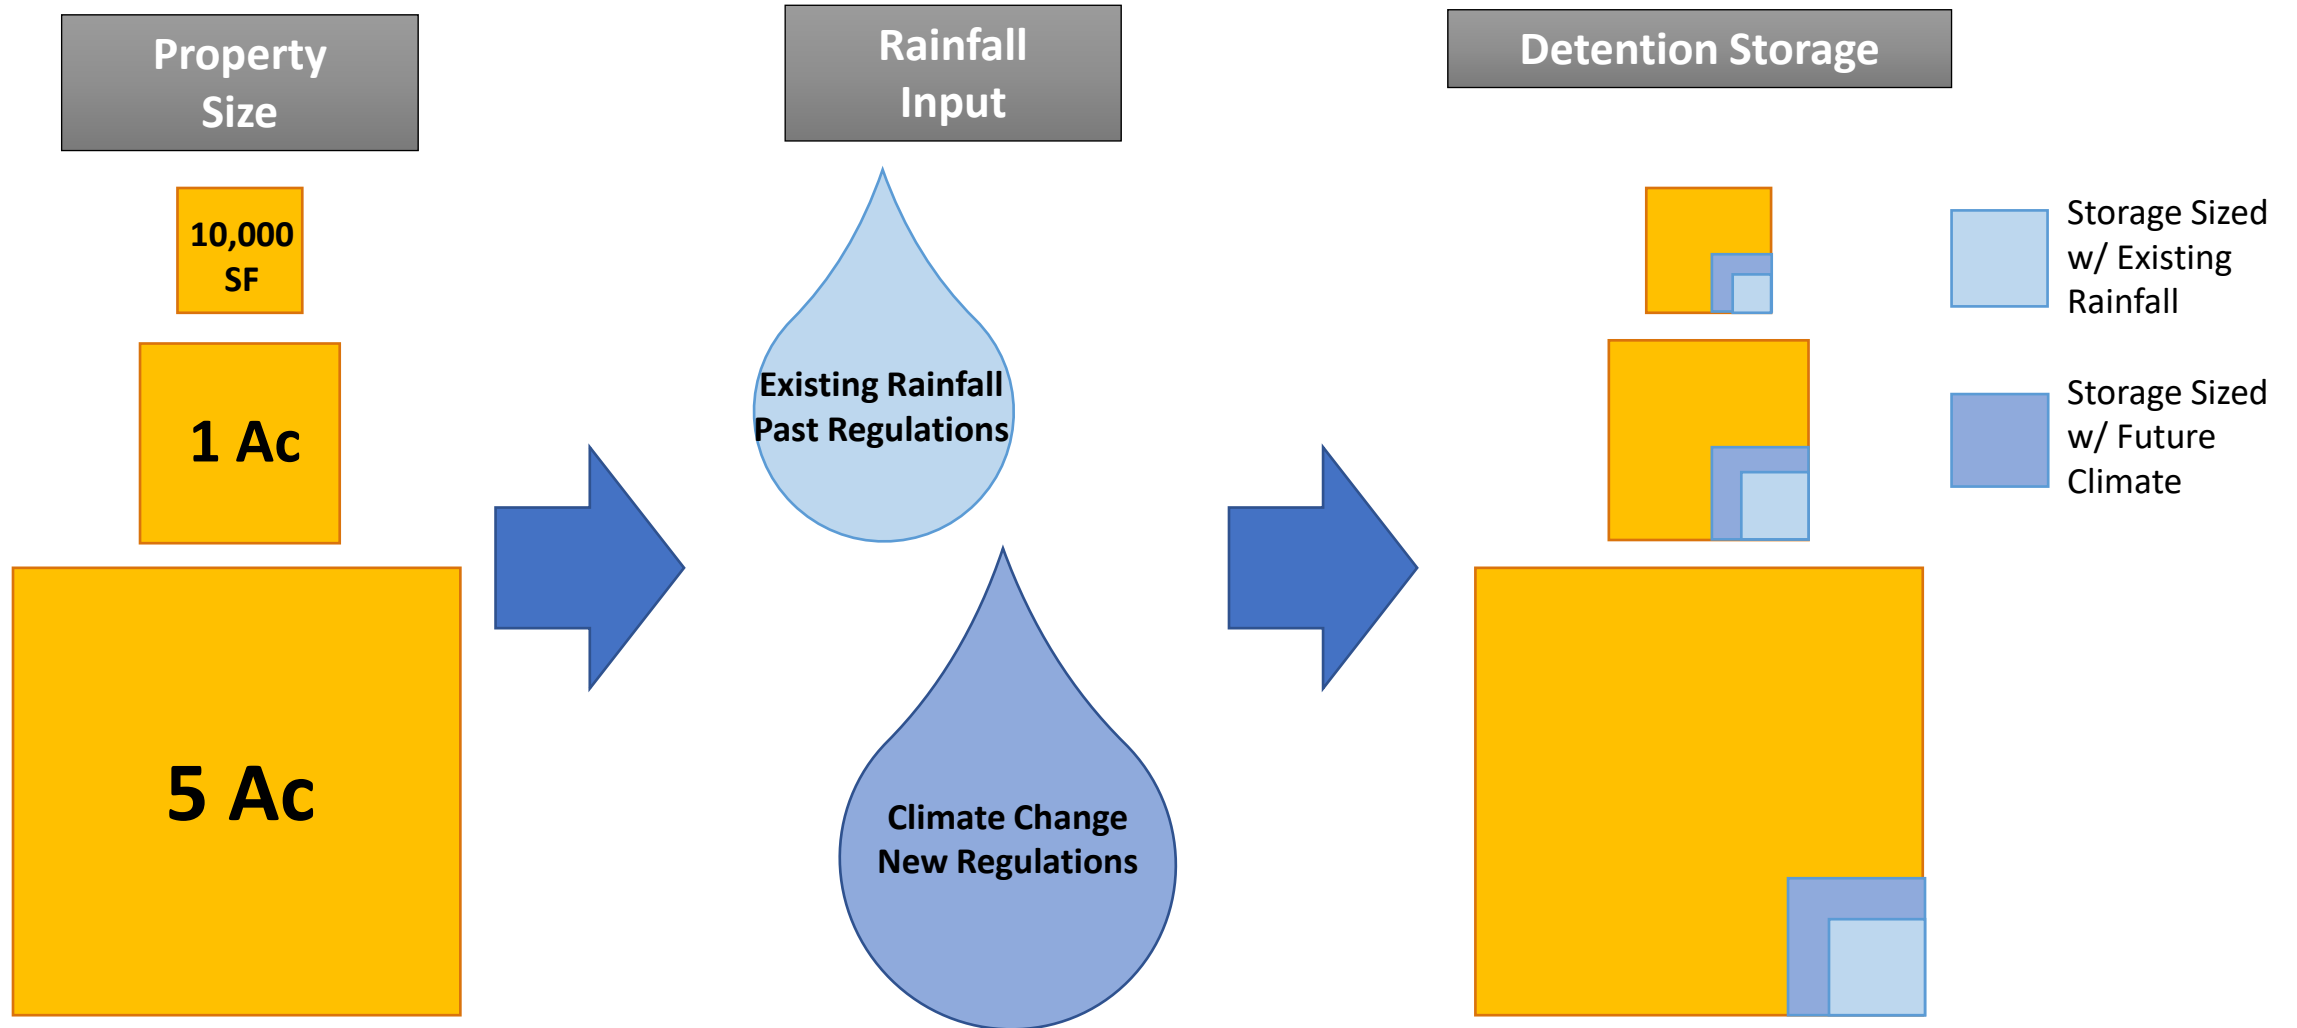 Property
Size
Rainfall
Input
Detention Storage
10,000
SF
1 Ac
5 Ac
Existing Rainfall
Past Regulations
Climate Change
New Regulations
Storage Sized
w/ Existing
Rainfall
Storage Sized
w/ Future
Climate